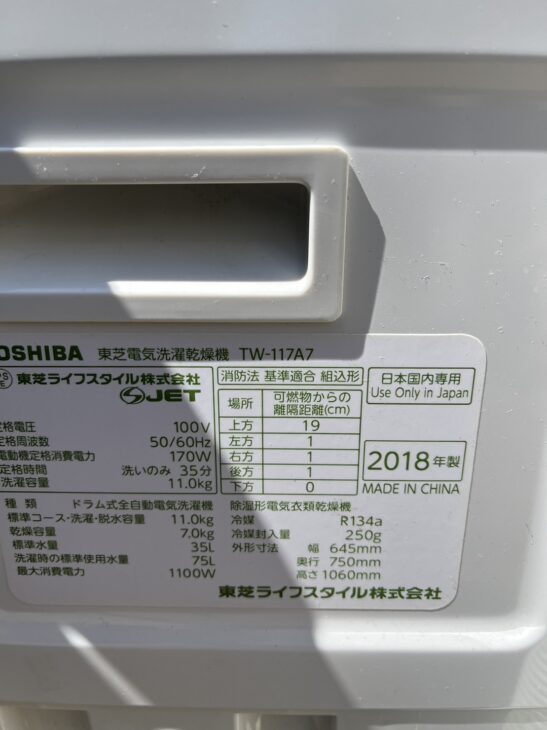 OSHIBA 東芝電気洗濯乾燥機 TW-117A7
東芝ライフスタイル株式会社
JET
定格電圧 100V
定格周波数 50/60Hz
電動機定格消費電力 170W
定格時間 洗いのみ 35分
洗濯容量 11.0kg
消防法 基準適合 組込形
場所 可燃物からの離隔距離(cm)
上方 19
左方 1
右方 1
後方 1
下方 0
日本国内専用
Use Only in Japan
2018年製
MADE IN CHINA
種類 ドラム式全自動電気洗濯機
標準コース・洗濯・脱水容量 11.0kg
乾燥容量 7.0kg
標準水量 35L
洗濯時の標準使用水量 75L
最大消費電力 1100W
除湿形電気衣類乾燥機
冷媒 R134a
冷媒封入量 250g
外形寸法 幅 645mm
奥行 750mm
高さ 1060mm
東芝ライフスタイル株式会社